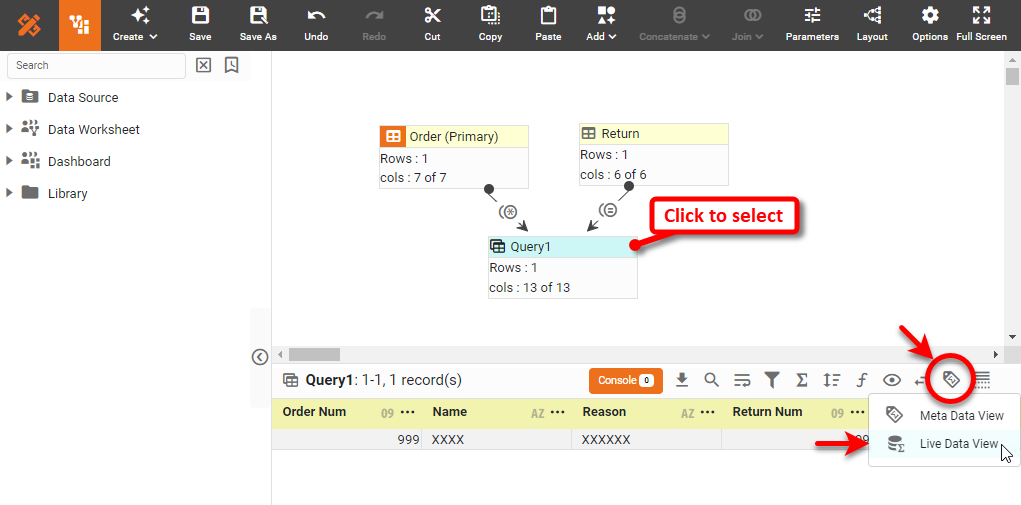 Create
Save
Save As
Undo
Redo
Cut
Copy
Paste
Add
Concatenate
Join
Parameters
Layout
Options
Full Screen
Search
Data Source
Data Worksheet
Dashboard
Library
Order (Primary)
Rows : 1
cols : 7 of 7
Return
Rows : 1
cols : 6 of 6
Click to select
Query1
Rows : 1
cols : 13 of 13
Query1: 1-1, 1 record(s)
Console 0
Order Num 09 ••• Name AZ ••• Reason AZ ••• Return Num 09 •••
999 XXXX XXXXXX
Meta Data View
Live Data View